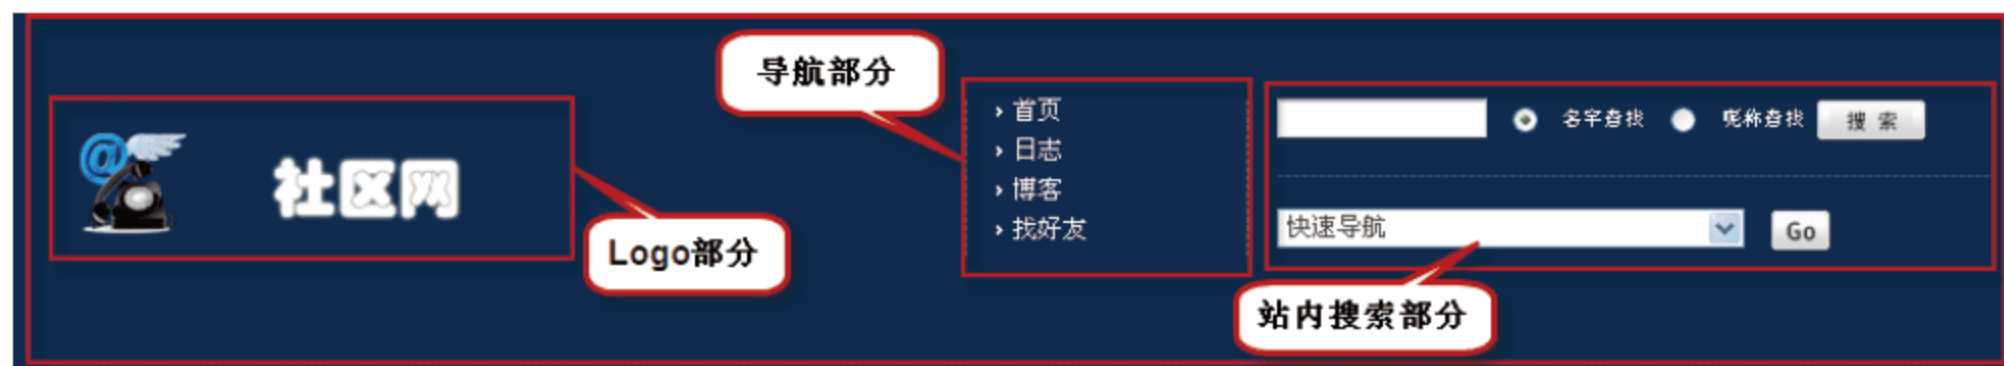 社区网
Logo部分
导航部分
首页
日志
博客
找好友
名字查找 昵称查找 搜 索
快速导航 Go
站内搜索部分